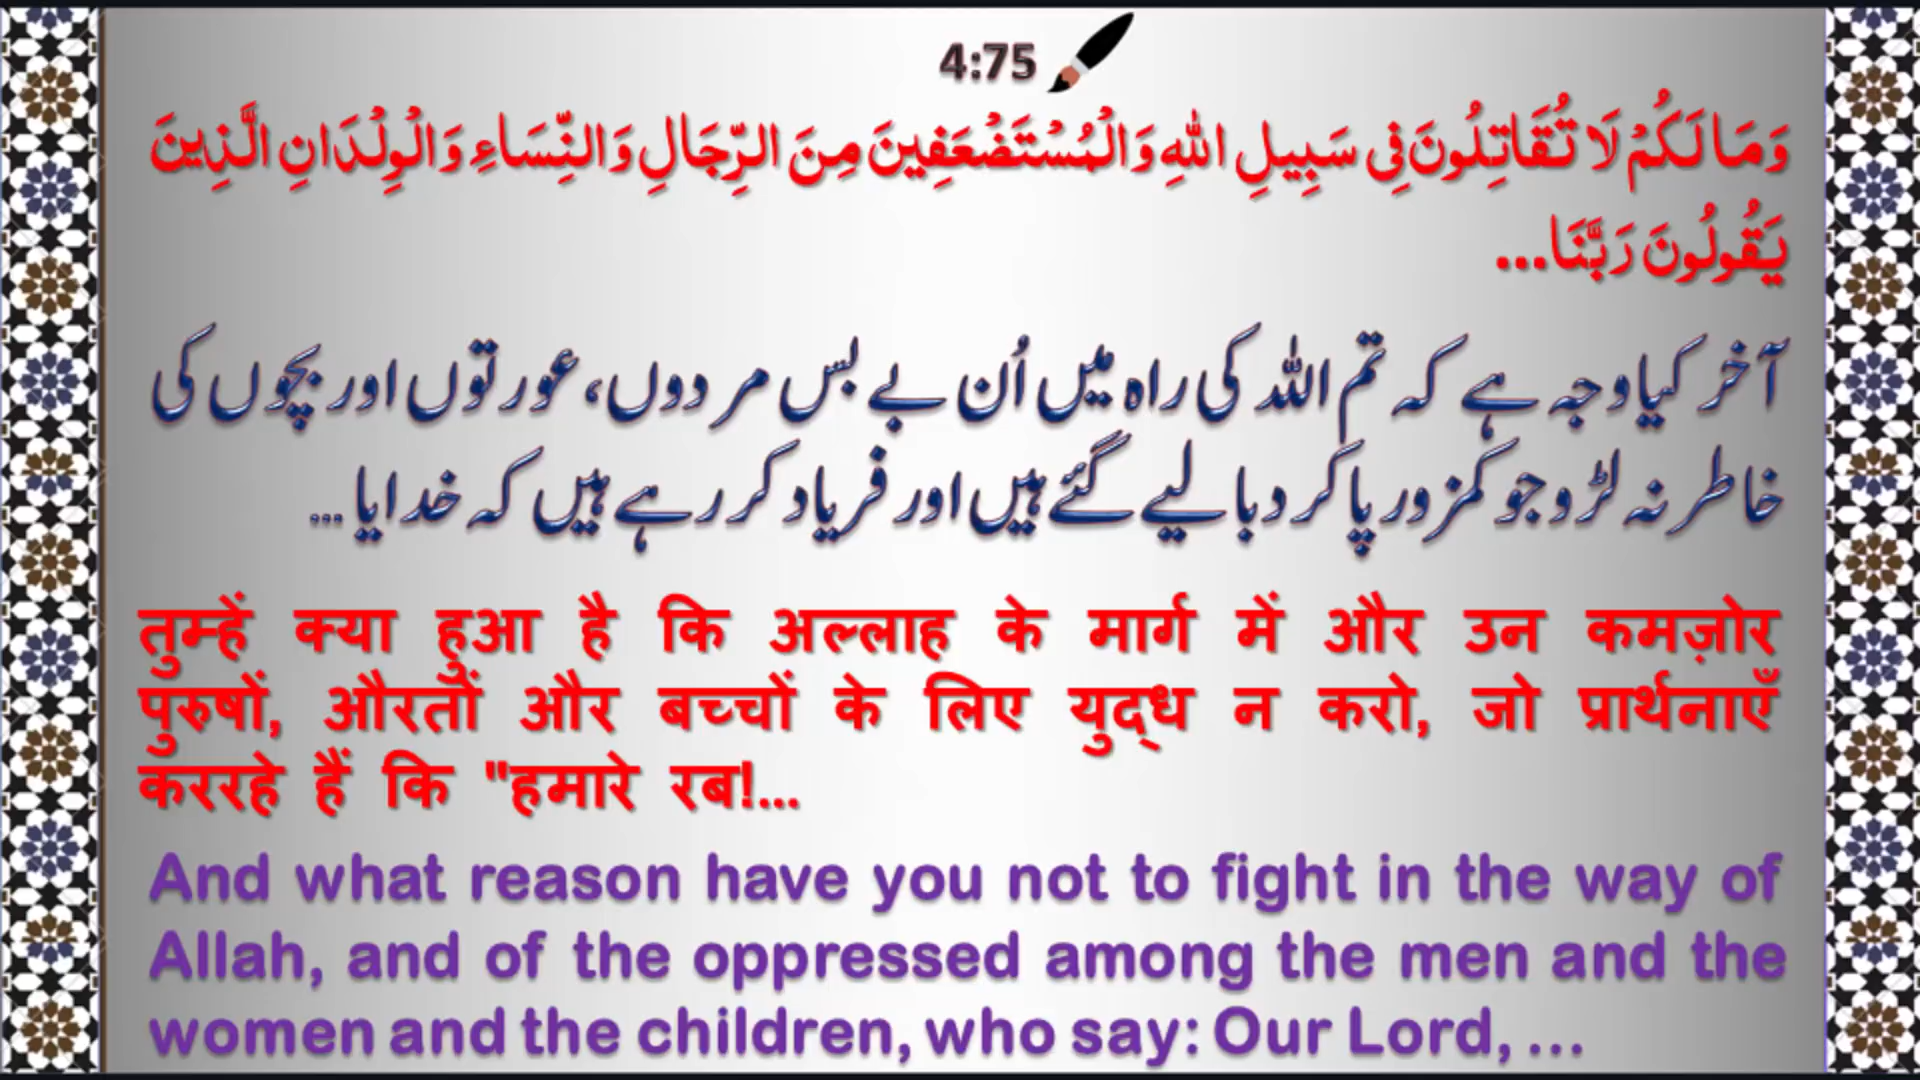 4:75
وَمَا لَكُمْ لَا تُقَاتِلُونَ فِى سَبِيلِ اللهِ وَالْمُسْتَضْعَفِينَ مِنَ الرِّجَالِ وَالنِّسَاءِ وَالْوِلْدَانِ الَّذِينَ
يَقُولُونَ رَبَّنَا...
آخر کیا وجہ ہے کہ تم اللہ کی راہ میں اُن بے بس مردوں، عورتوں اور بچوں کی
خاطر نہ لڑو جو کمزور پا کر دبا لیے گئے ہیں اور فریاد کر رہے ہیں کہ خدایا ...
तुम्हें क्या हुआ है कि अल्लाह के मार्ग में और उन कमज़ोर
पुरुषों, औरतों और बच्चों के लिए युद्ध न करो, जो प्रार्थनाएँ
कररहे हैं कि "हमारे रब!...
And what reason have you not to fight in the way of
Allah, and of the oppressed among the men and the
women and the children, who say: Our Lord, ...